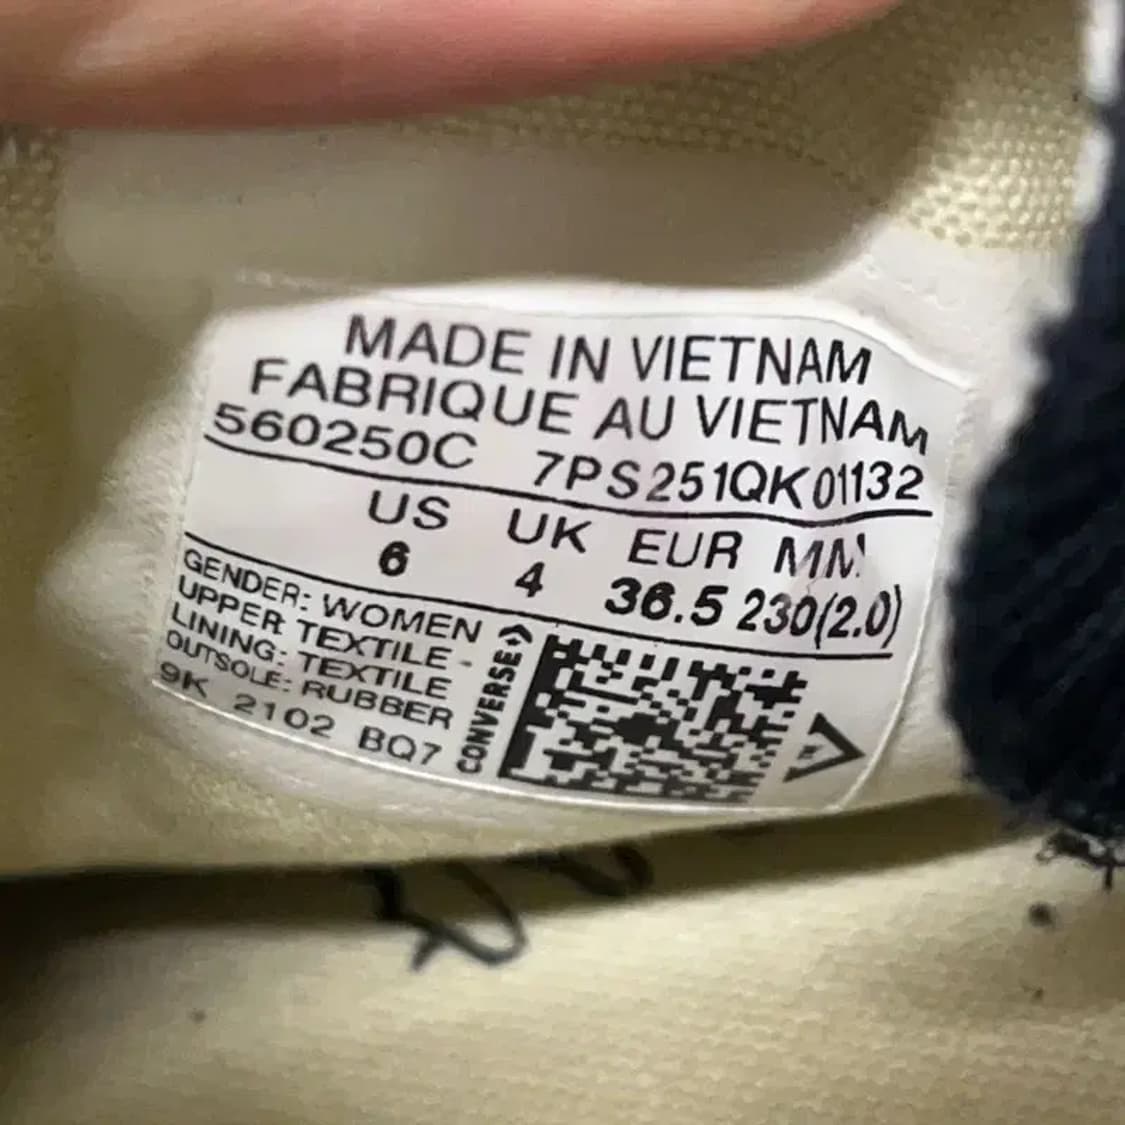 MADE IN VIETNAM
FABRIQUE AU VIETNAM
560250C 7PS251QK01132
US UK EUR MM
6 4 36.5 230(2.0)
GENDER: WOMEN
UPPER: TEXTILE -
LINING: TEXTILE
OUTSOLE: RUBBER
9K 2102 BQ7
CONVERSE